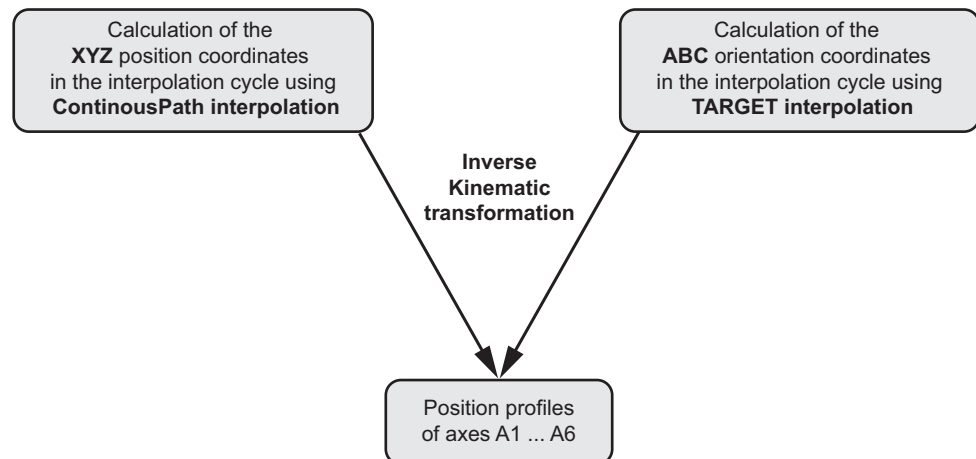 Calculation of the
XYZ position coordinates
in the interpolation cycle using
ContinousPath interpolation
Calculation of the
ABC orientation coordinates
in the interpolation cycle using
TARGET interpolation
Inverse
Kinematic
transformation
Position profiles
of axes A1 ... A6